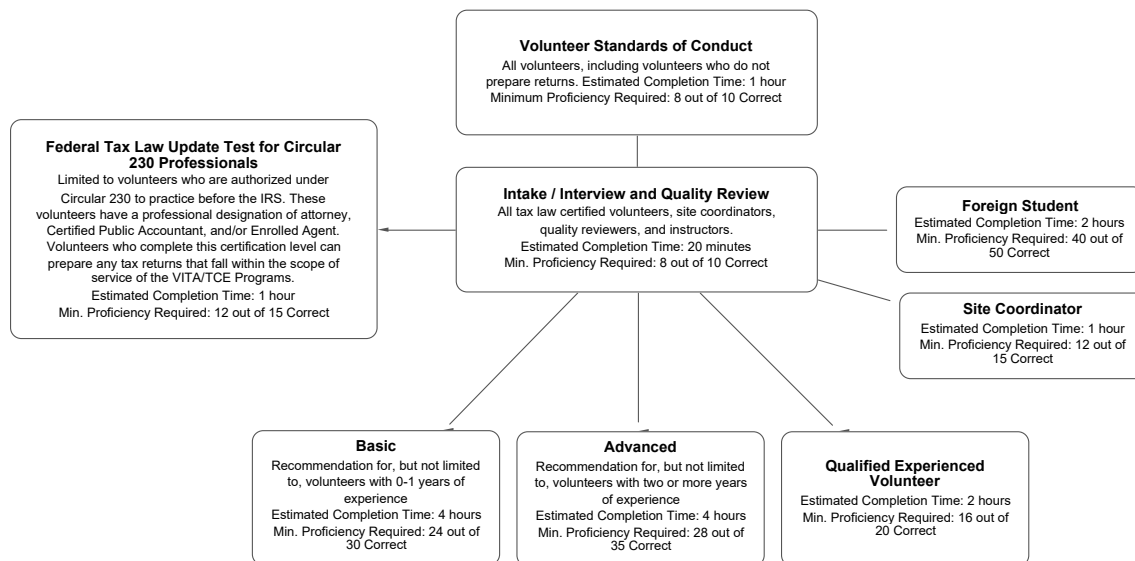 Volunteer Standards of Conduct
All volunteers, including volunteers who do not
prepare returns. Estimated Completion Time: 1 hour
Minimum Proficiency Required: 8 out of 10 Correct
Federal Tax Law Update Test for Circular
230 Professionals
Limited to volunteers who are authorized under
Circular 230 to practice before the IRS. These
volunteers have a professional designation of attorney,
Certified Public Accountant, and/or Enrolled Agent.
Volunteers who complete this certification level can
prepare any tax returns that fall within the scope of
service of the VITA/TCE Programs.
Estimated Completion Time: 1 hour
Min. Proficiency Required: 12 out of 15 Correct
Intake / Interview and Quality Review
All tax law certified volunteers, site coordinators,
quality reviewers, and instructors.
Estimated Completion Time: 20 minutes
Min. Proficiency Required: 8 out of 10 Correct
Foreign Student
Estimated Completion Time: 2 hours
Min. Proficiency Required: 40 out of
50 Correct
Site Coordinator
Estimated Completion Time: 1 hour
Min. Proficiency Required: 12 out of
15 Correct
Basic
Recommendation for, but not limited
to, volunteers with 0-1 years of
experience
Estimated Completion Time: 4 hours
Min. Proficiency Required: 24 out of
30 Correct
Advanced
Recommendation for, but not limited
to, volunteers with two or more years
of experience
Estimated Completion Time: 4 hours
Min. Proficiency Required: 28 out of
35 Correct
Qualified Experienced
Volunteer
Estimated Completion Time: 2 hours
Min. Proficiency Required: 16 out of
20 Correct